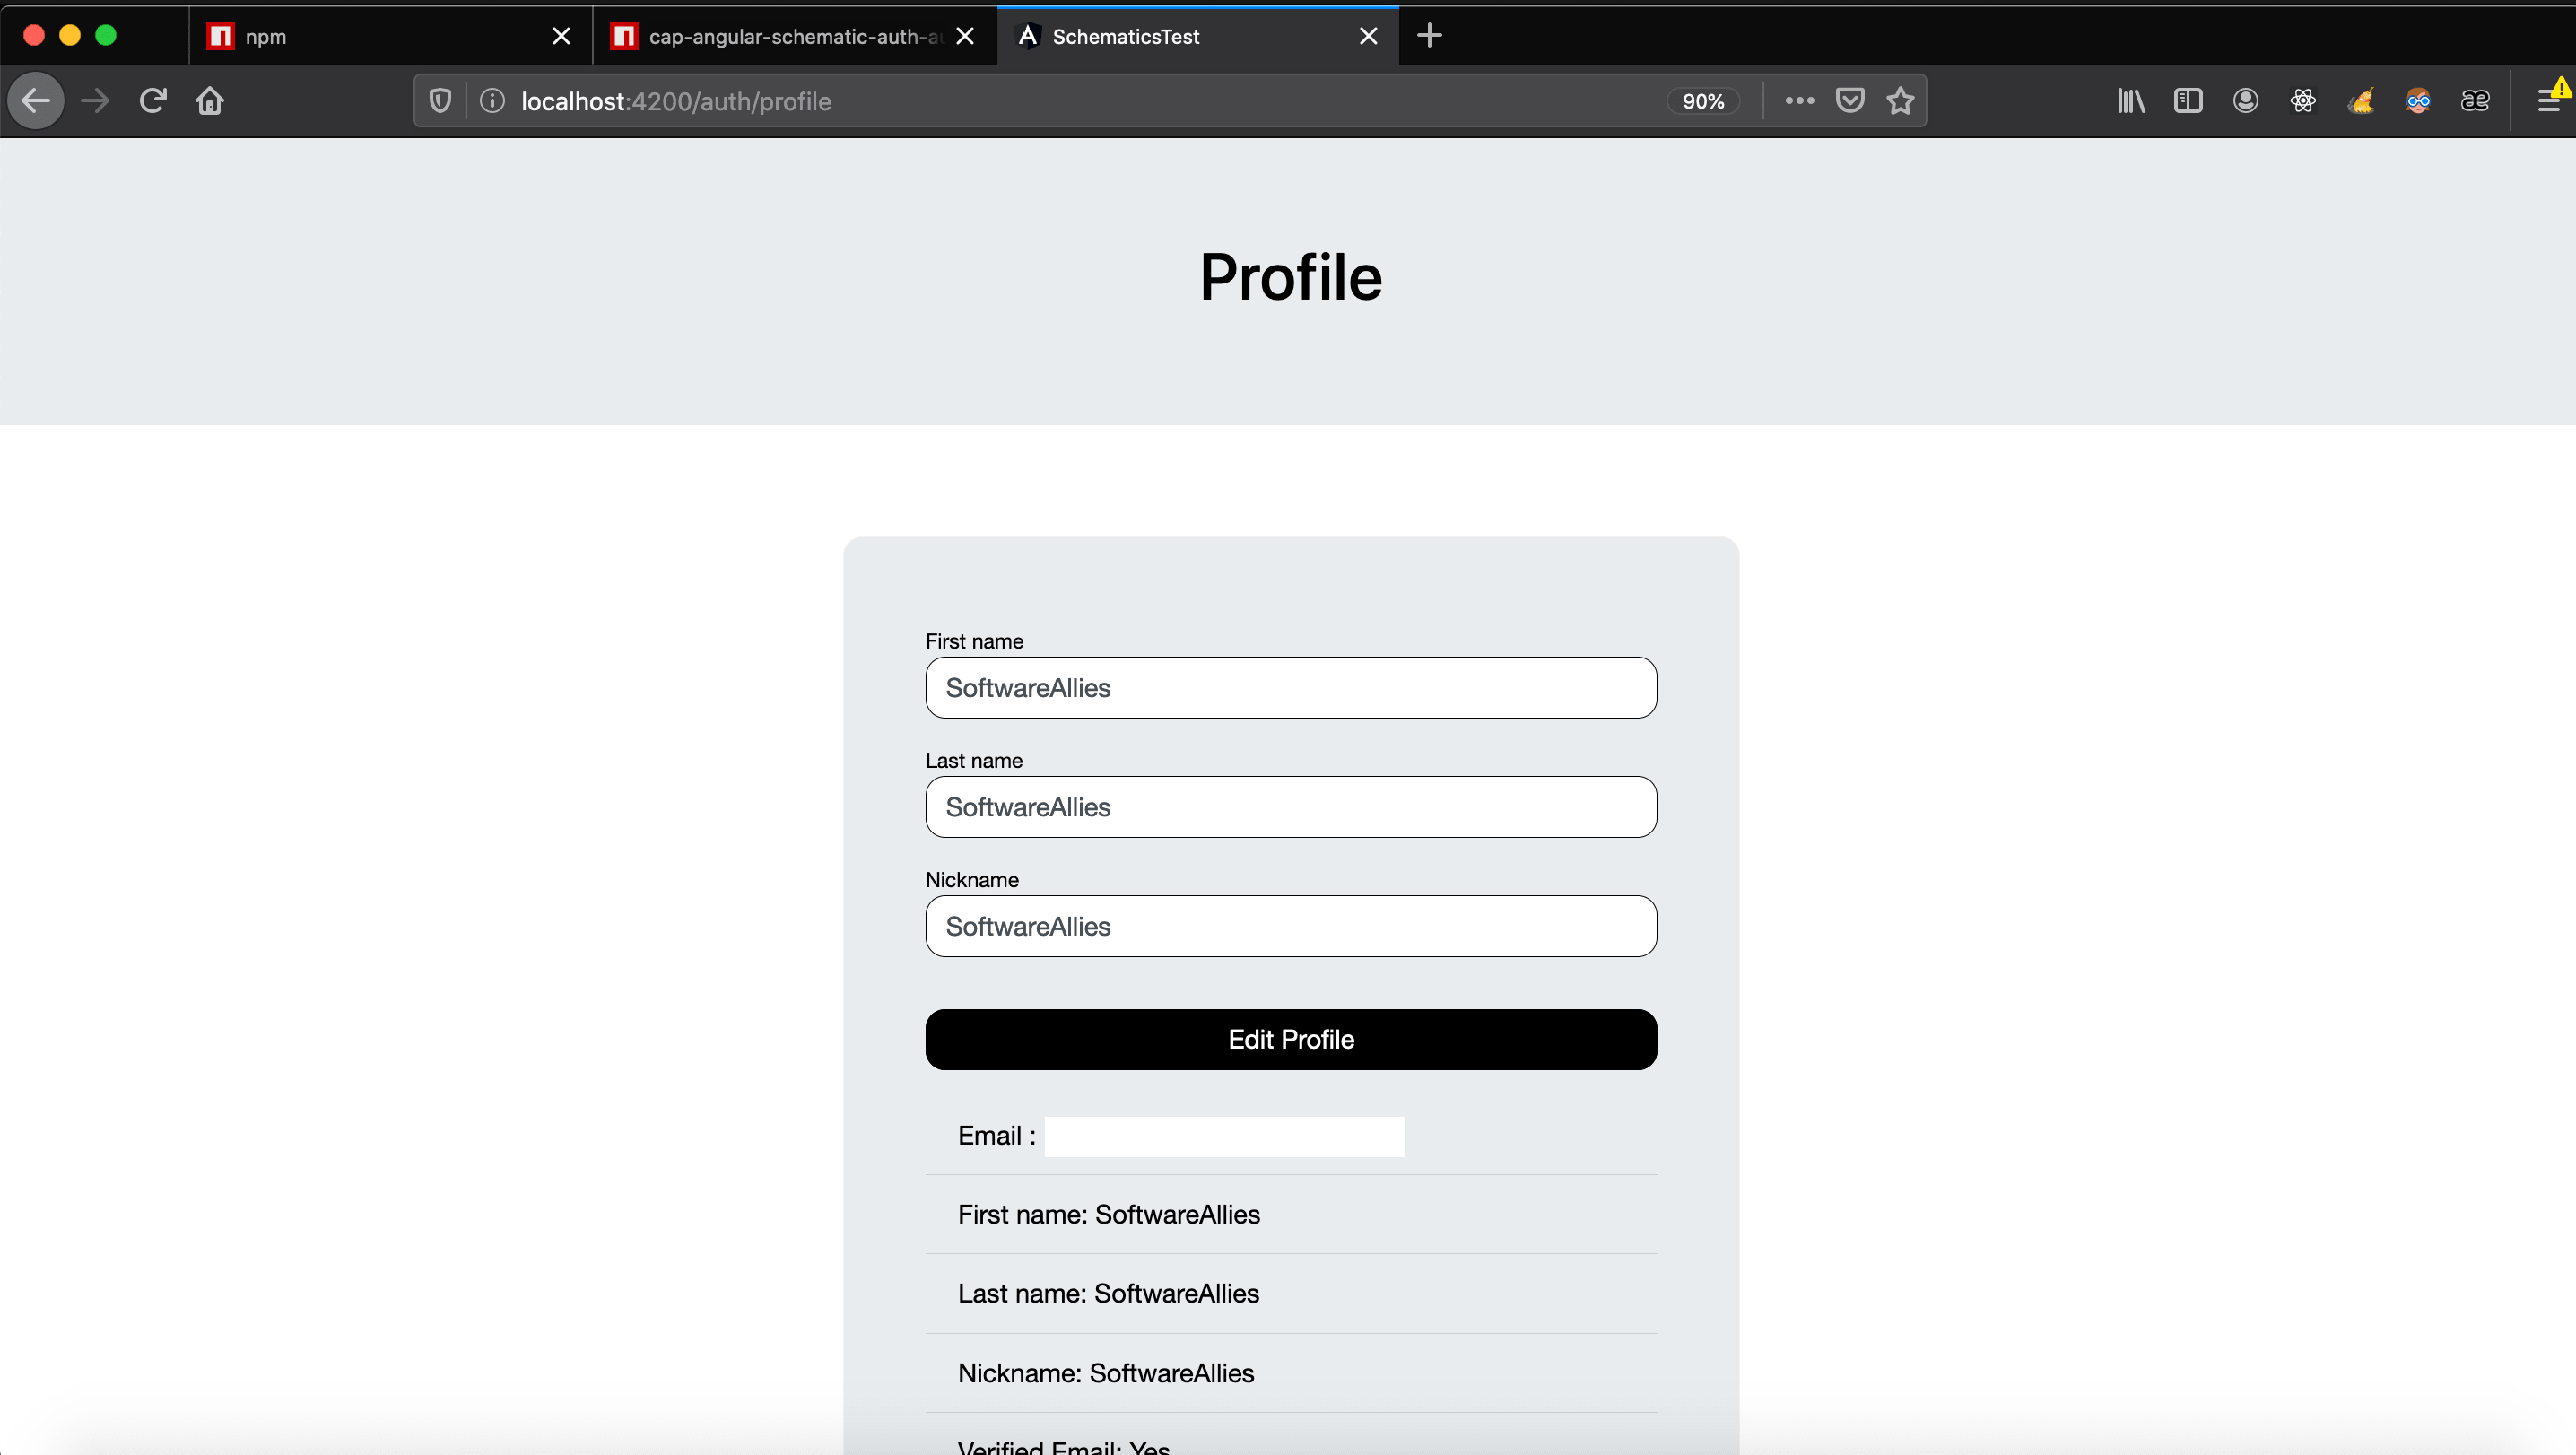 npm
cap-angular-schematic-auth-au
SchematicsTest
localhost:4200/auth/profile
90%
Profile
First name
SoftwareAllies
Last name
SoftwareAllies
Nickname
SoftwareAllies
Edit Profile
Email :
First name: SoftwareAllies
Last name: SoftwareAllies
Nickname: SoftwareAllies
Verified Email: Yes